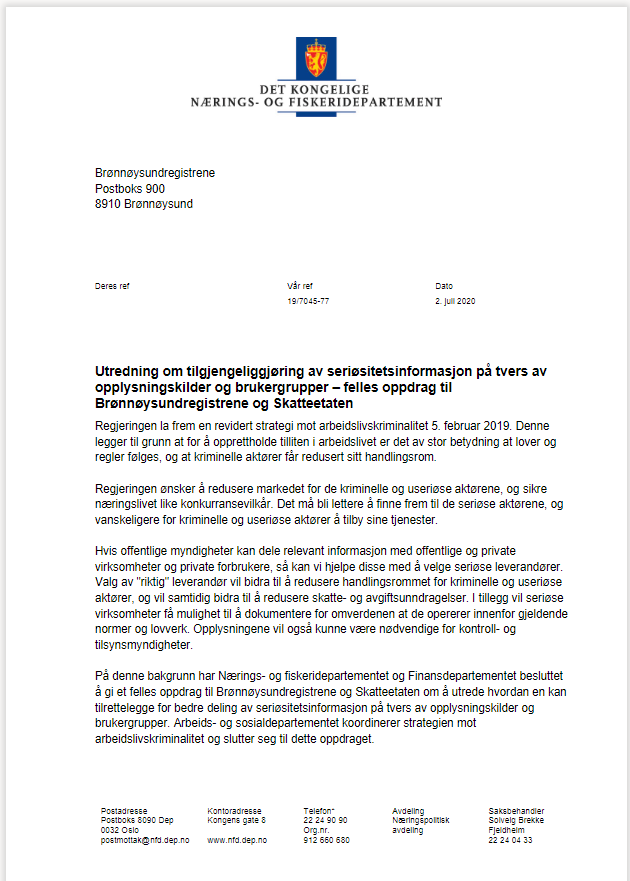 DET KONGELIGE
NÆRINGS- OG FISKERIDEPARTEMENT
Brønnøysundregistrene
Postboks 900
8910 Brønnøysund
Deres ref Vår ref Dato
19/7045-77 2. juli 2020
Utredning om tilgjengeliggjøring av seriøsitetsinformasjon på tvers av
opplysningskilder og brukergrupper – felles oppdrag til
Brønnøysundregistrene og Skatteetaten
Regjeringen la frem en revidert strategi mot arbeidslivskriminalitet 5. februar 2019. Denne
legger til grunn at for å opprettholde tilliten i arbeidslivet er det av stor betydning at lover og
regler følges, og at kriminelle aktører får redusert sitt handlingsrom.
Regjeringen ønsker å redusere markedet for de kriminelle og useriøse aktørene, og sikre
næringslivet like konkurransevilkår. Det må bli lettere å finne frem til de seriøse aktørene, og
vanskeligere for kriminelle og useriøse aktører å tilby sine tjenester.
Hvis offentlige myndigheter kan dele relevant informasjon med offentlige og private
virksomheter og private forbrukere, så kan vi hjelpe disse med å velge seriøse leverandører.
Valg av "riktig" leverandør vil bidra til å redusere handlingsrommet for kriminelle og useriøse
aktører, og vil samtidig bidra til å redusere skatte- og avgiftsunndragelser. I tillegg vil seriøse
virksomheter få mulighet til å dokumentere for omverdenen at de opererer innenfor gjeldende
normer og lovverk. Opplysningene vil også kunne være nødvendige for kontroll- og
tilsynsmyndigheter.
På denne bakgrunn har Nærings- og fiskeridepartementet og Finansdepartementet besluttet
å gi et felles oppdrag til Brønnøysundregistrene og Skatteetaten om å utrede hvordan en kan
tilrettelegge for bedre deling av seriøsitetsinformasjon på tvers av opplysningskilder og
brukergrupper. Arbeids- og sosialdepartementet koordinerer strategien mot
arbeidslivskriminalitet og slutter seg til dette oppdraget.
Postadresse Kontoradresse Telefon* Avdeling Saksbehandler
Postboks 8090 Dep Kongens gate 8 22 24 90 90 Næringspolitisk Solveig Brekke
0032 Oslo Org.nr. avdeling Fjeldheim
postmottak@nfd.dep.no www.nfd.dep.no 912 660 680 22 24 04 33